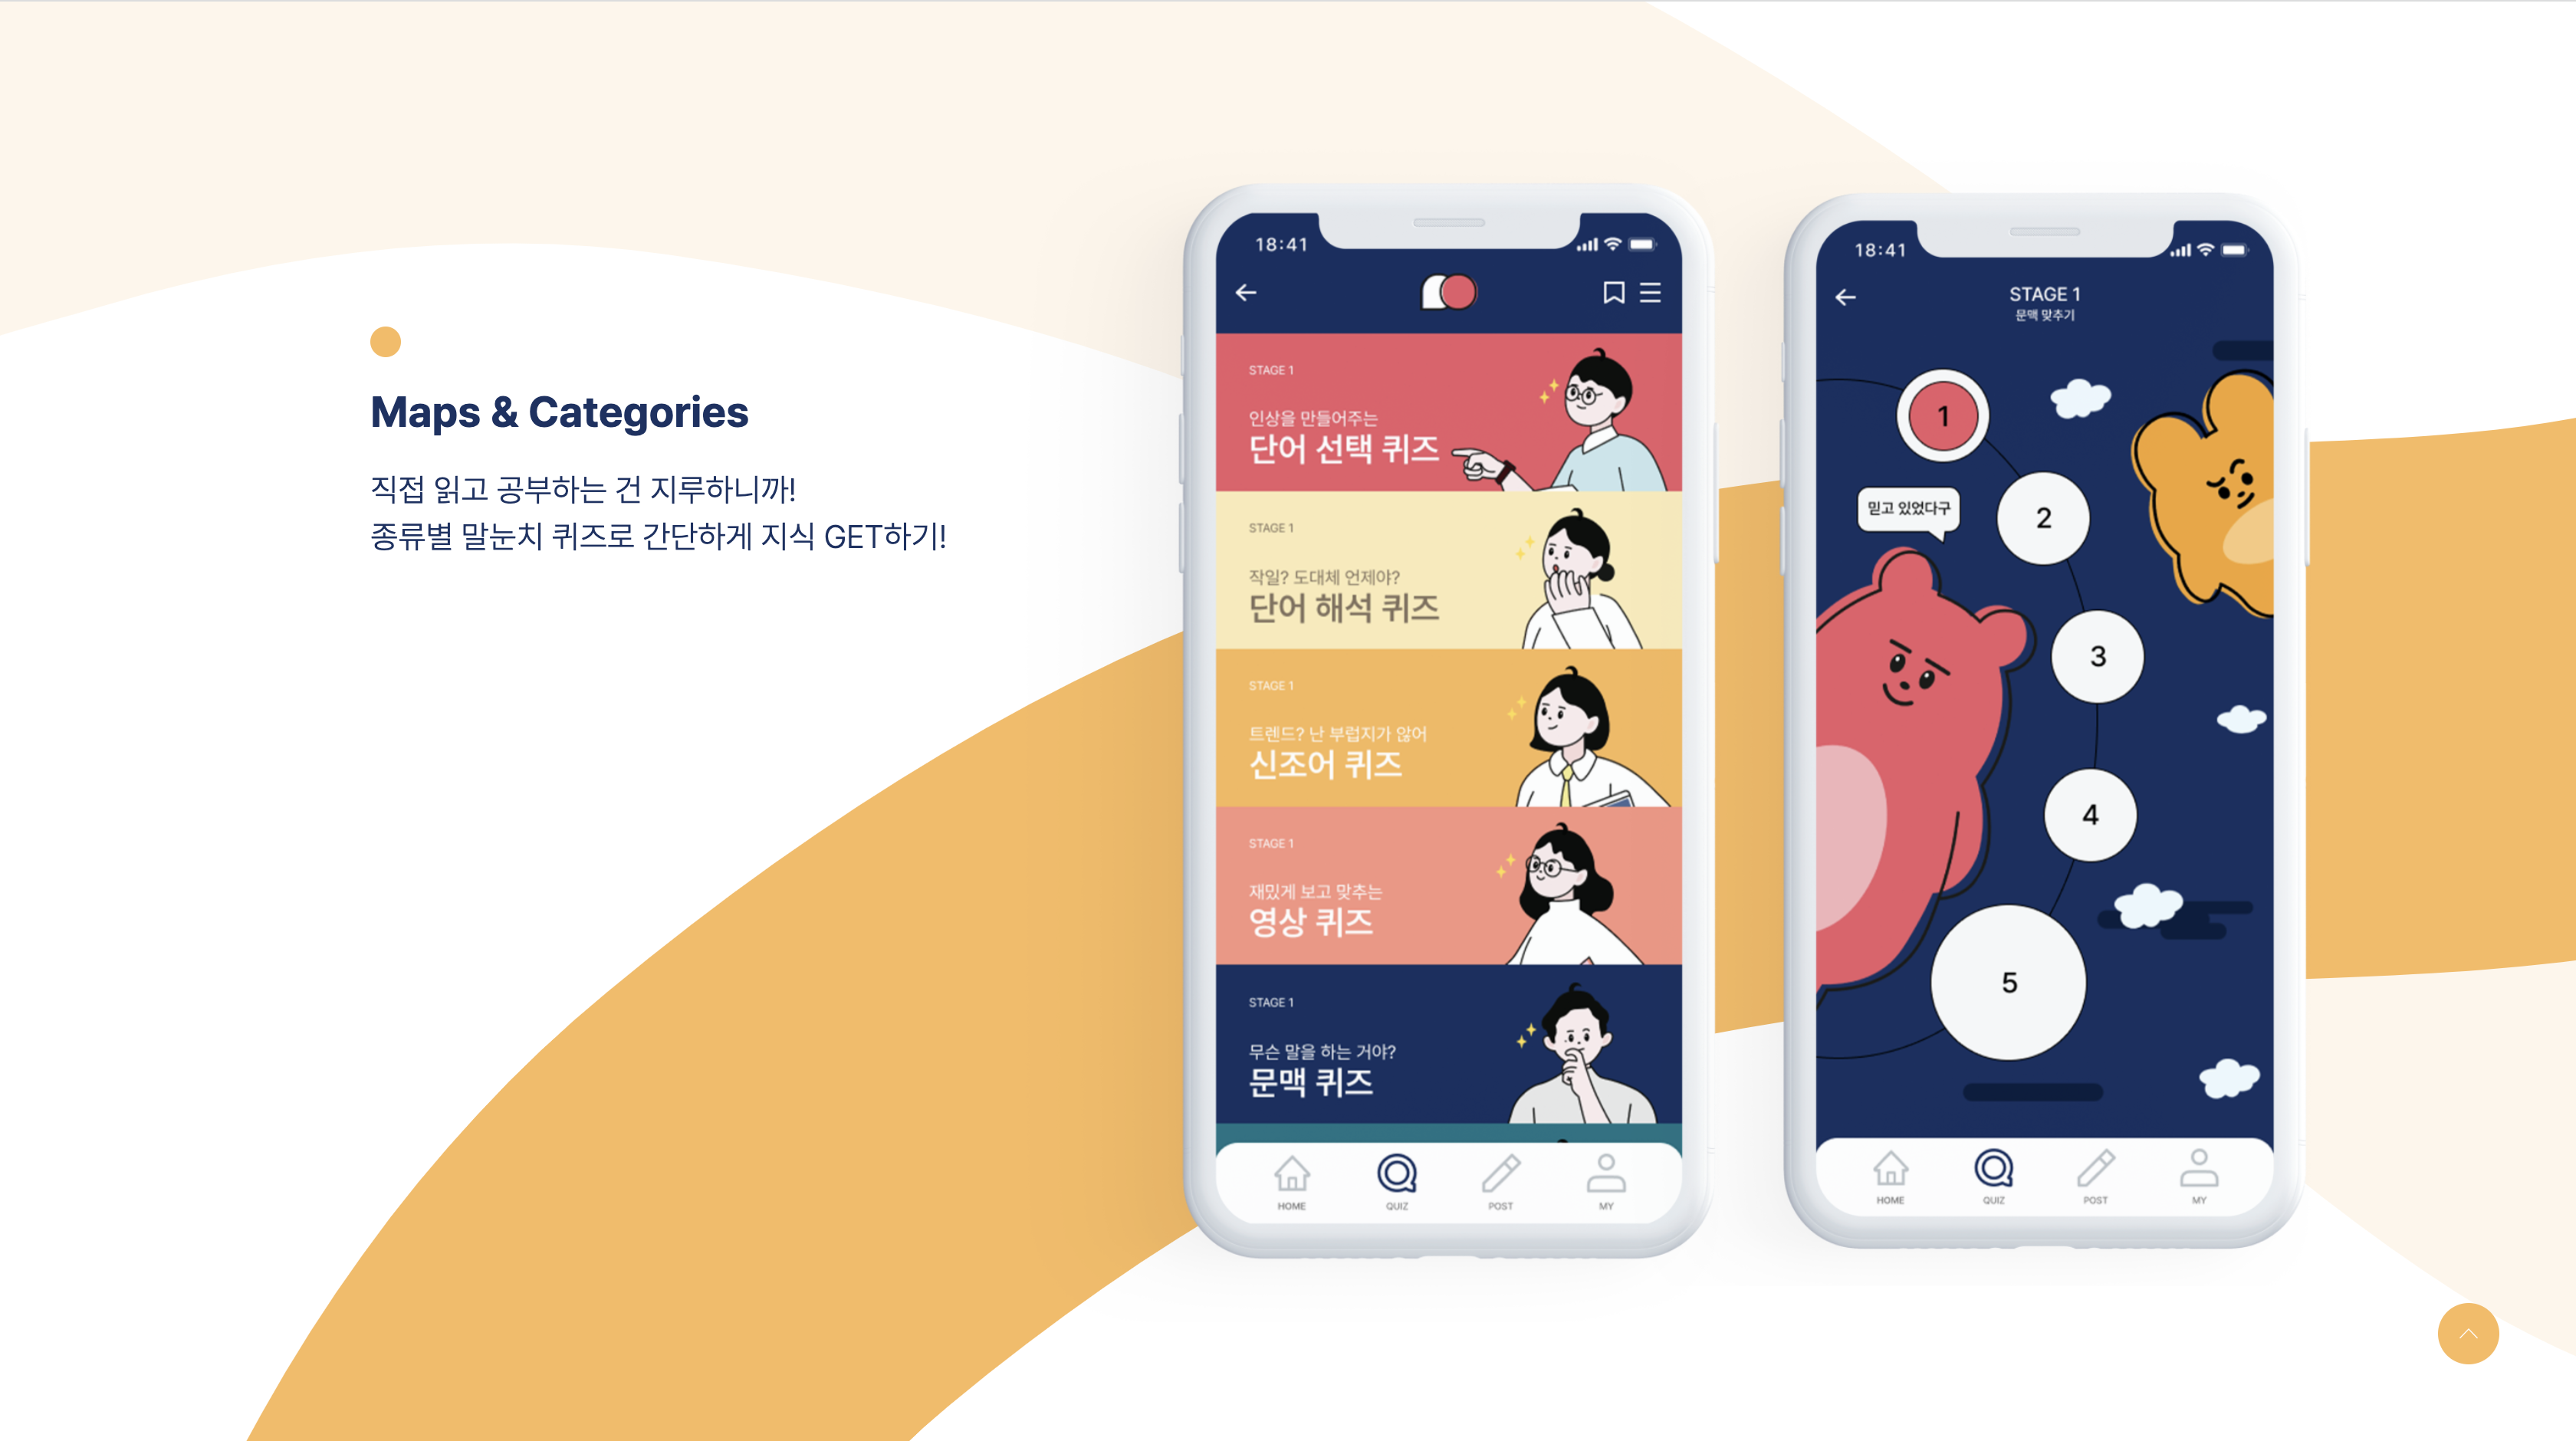 Maps & Categories
직접 읽고 공부하는 건 지루하니까!
종류별 말눈치 퀴즈로 간단하게 지식 GET하기!
18:41
STAGE 1
인상을 만들어주는
단어 선택 퀴즈
STAGE 1
작일? 도대체 언제야?
단어 해석 퀴즈
STAGE 1
트렌드? 난 부럽지가 않어
신조어 퀴즈
STAGE 1
재밌게 보고 맞추는
영상 퀴즈
STAGE 1
무슨 말을 하는 거야?
문맥 퀴즈
HOME QUIZ POST MY
18:41
STAGE 1
문맥 맞추기
1
2
믿고 있었다구
3
4
5
HOME QUIZ POST MY